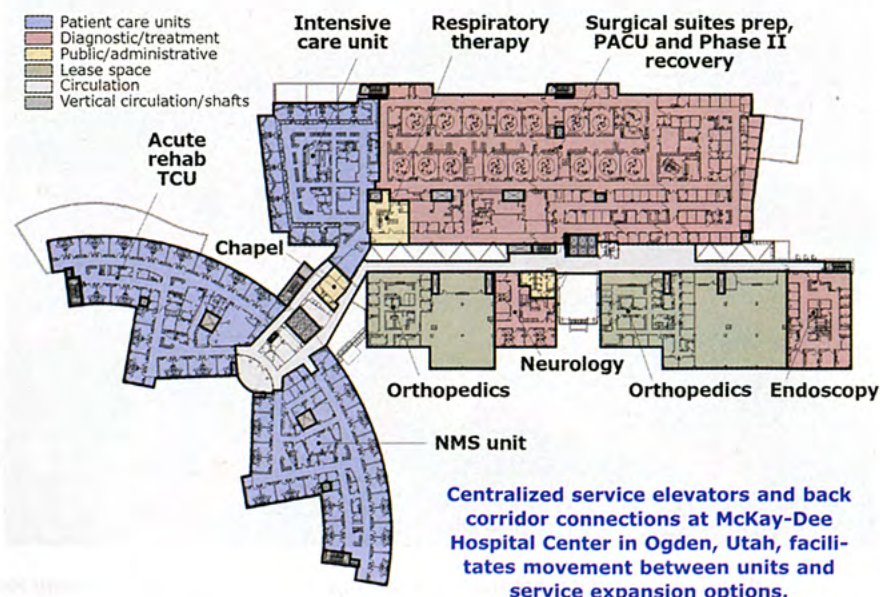 Patient care units
Diagnostic/treatment
Public/administrative
Lease space
Circulation
Vertical circulation/shafts
Intensive
care unit
Respiratory
therapy
Surgical suites prep,
PACU and Phase II
recovery
Acute
rehab
TCU
Chapel
Orthopedics
Neurology
Orthopedics
Endoscopy
NMS unit
Centralized service elevators and back
corridor connections at McKay-Dee
Hospital Center in Ogden, Utah, facili-
tates movement between units and
service expansion options.